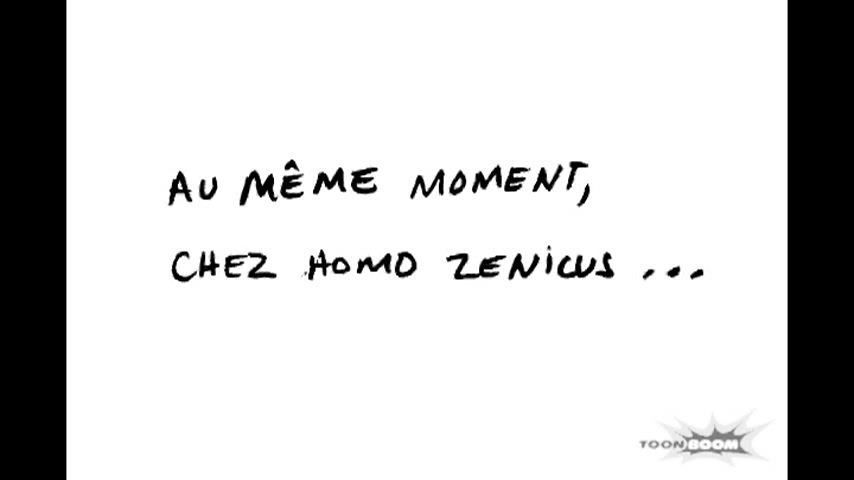 AU MÊME MOMENT,
CHEZ HOMO ZENICUS ...
TOONBOOM